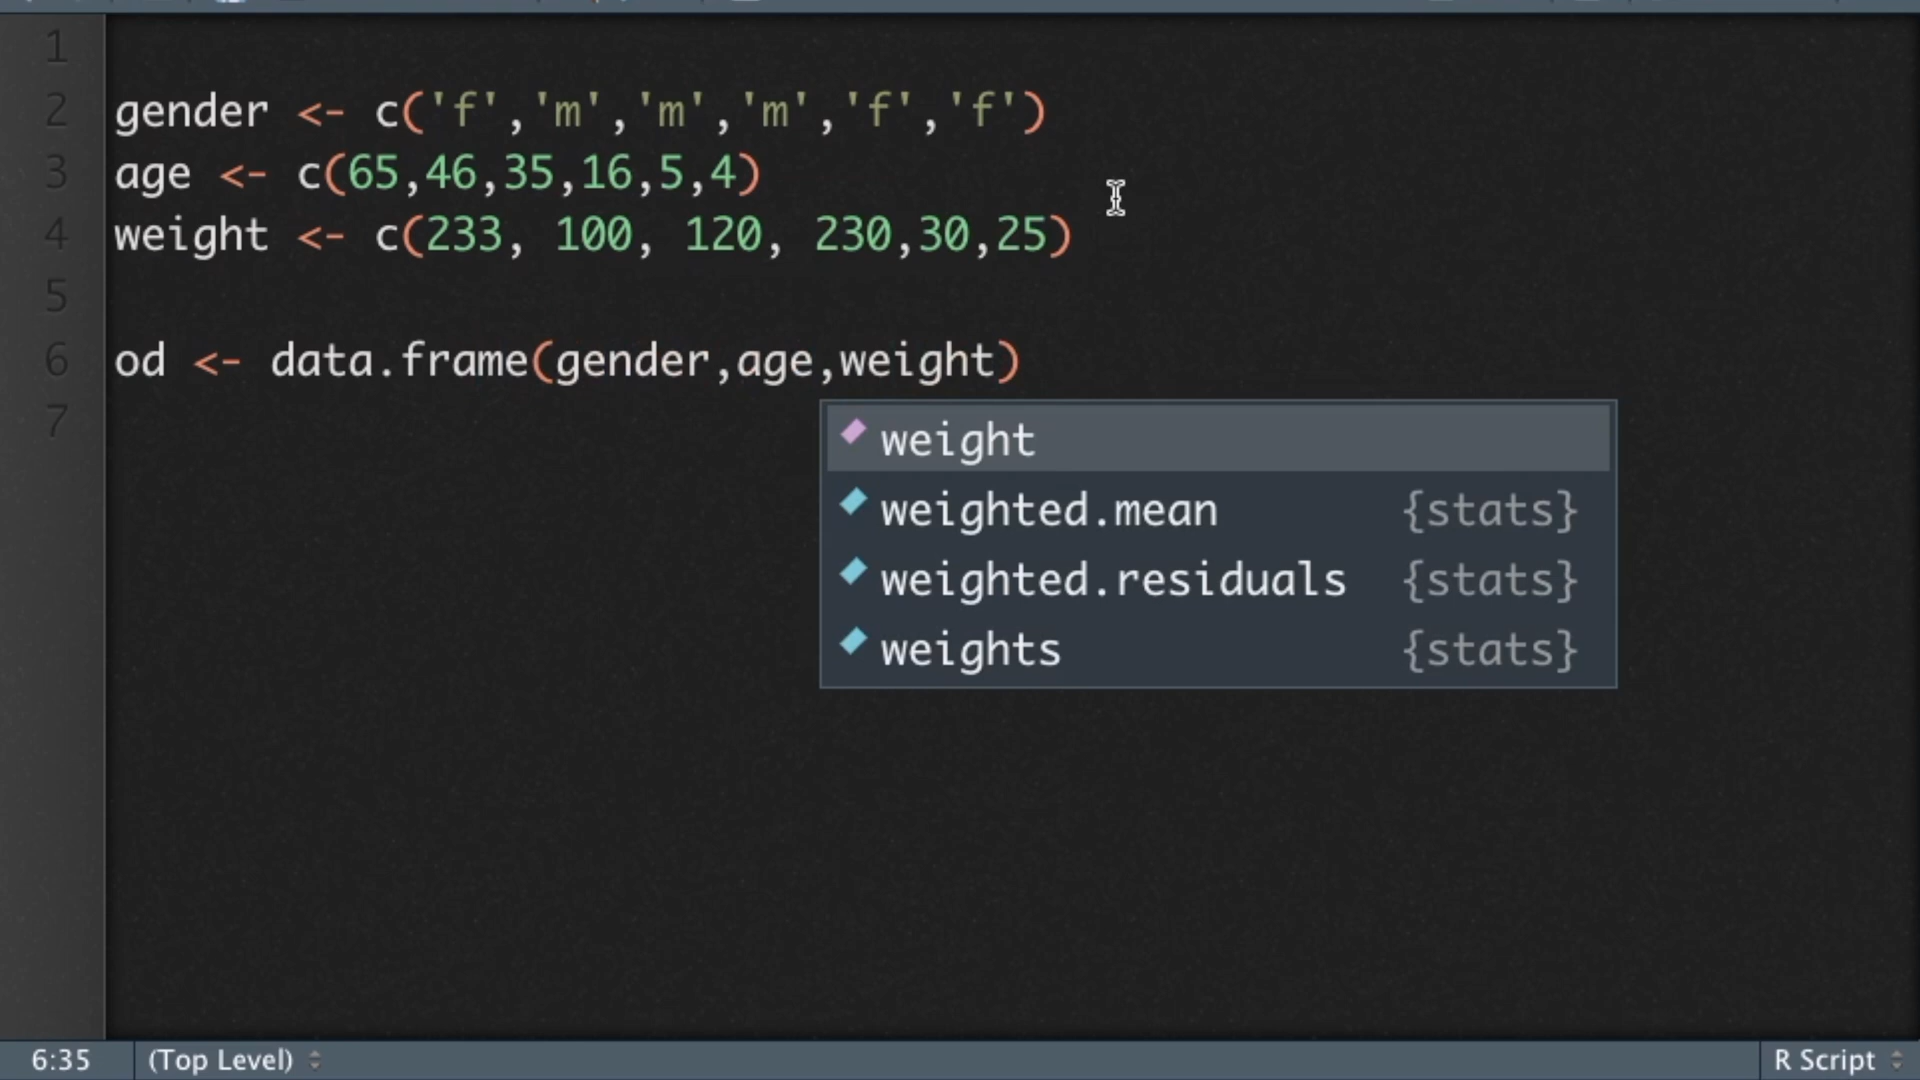 1
2 gender <- c('f','m','m','m','f','f')
3 age <- c(65,46,35,16,5,4)
4 weight <- c(233, 100, 120, 230,30,25)
5
6 od <- data.frame(gender,age,weight)
7
weight
weighted.mean {stats}
weighted.residuals {stats}
weights {stats}
6:35 (Top Level) R Script